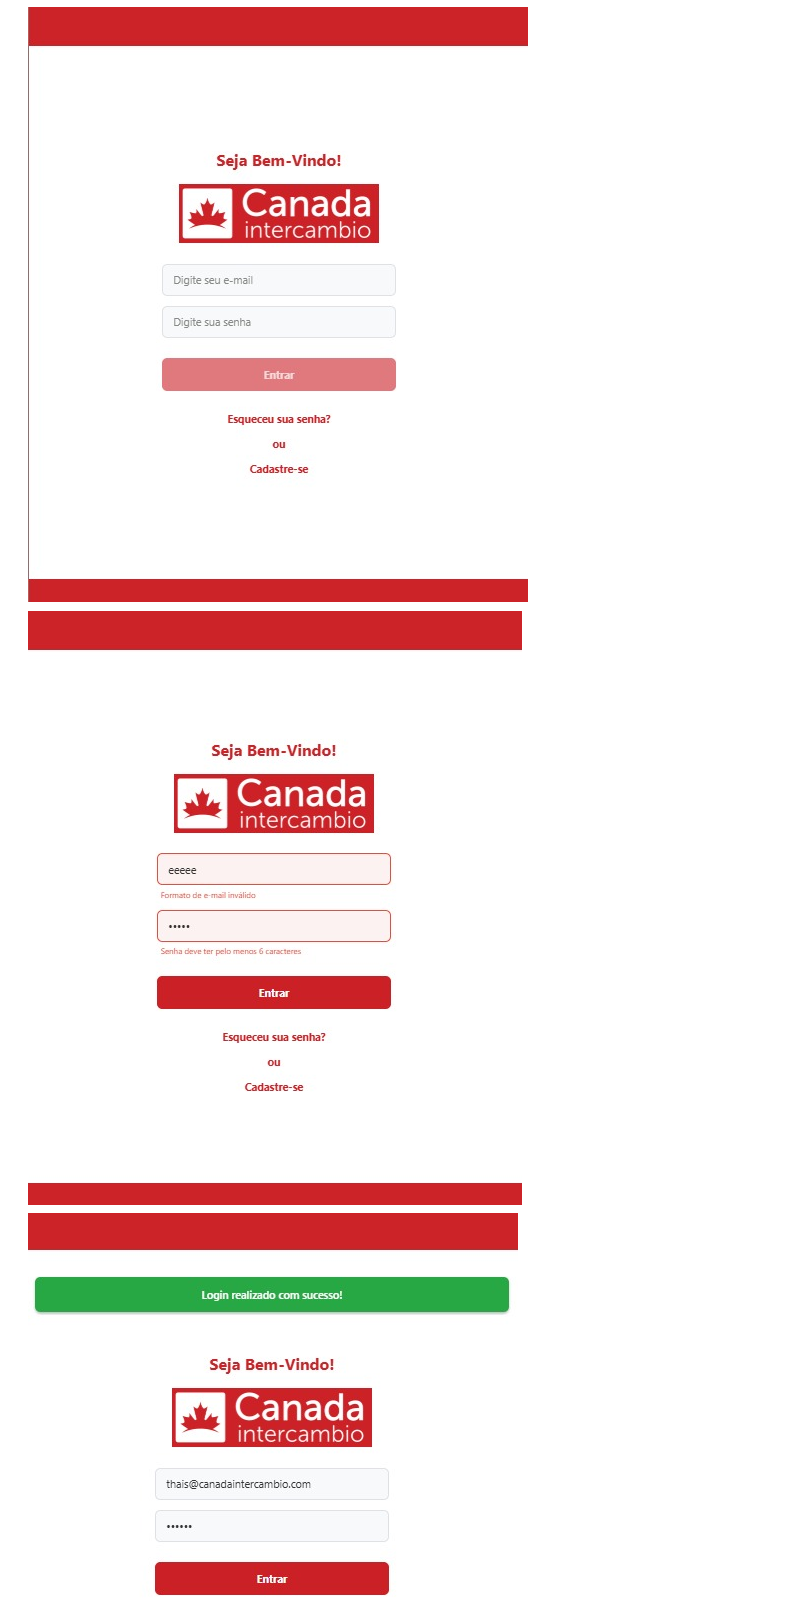 Seja Bem-Vindo!
Canada
intercambio
Digite seu e-mail
Digite sua senha
Entrar
Esqueceu sua senha?
ou
Cadastre-se
Seja Bem-Vindo!
Canada
intercambio
eeeee
Formato de e-mail inválido
•••••
Senha deve ter pelo menos 6 caracteres
Entrar
Esqueceu sua senha?
ou
Cadastre-se
Login realizado com sucesso!
Seja Bem-Vindo!
Canada
intercambio
thais@canadaintercambio.com
••••••
Entrar